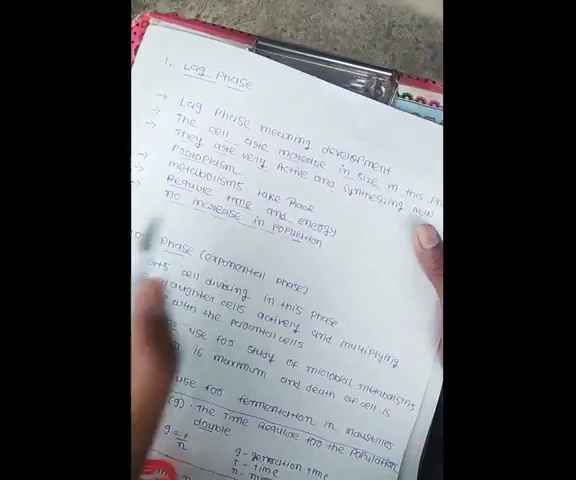 1. Lag Phase
→ Lag Phase meaning development
→ The cell are increase in size in this
→ They are very Active and synthesizing New
Protoplasm
→ metabolisms take Place
→ Require time and energy
→ no increase in population
Phase (exponential phase)
cell dividing in this phase
daughter cells actively and multiplying
with the parental cells
use for study of microbial metabolism
is maximum and death of cell is
use for fermentation in industries
(g). The Time Require for the Population
double
g = t/n
g - generation Time
T - Time
n -